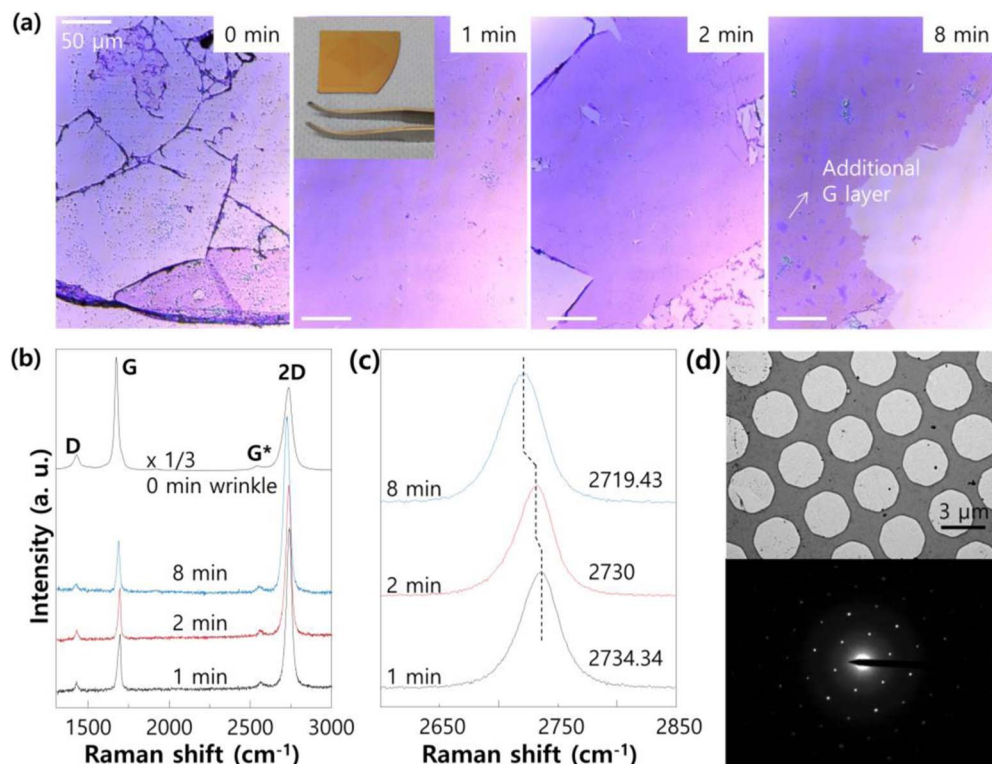 (a)
50 μm
0 min
1 min
2 min
8 min
Additional
G layer
(b)
G
2D
D
G*
x 1/3
0 min wrinkle
8 min
2 min
1 min
Intensity (a. u.)
1500 2000 2500 3000
Raman shift (cm⁻¹)
(c)
8 min
2719.43
2 min
2730
1 min
2734.34
2650 2750 2850
Raman shift (cm⁻¹)
(d)
3 μm